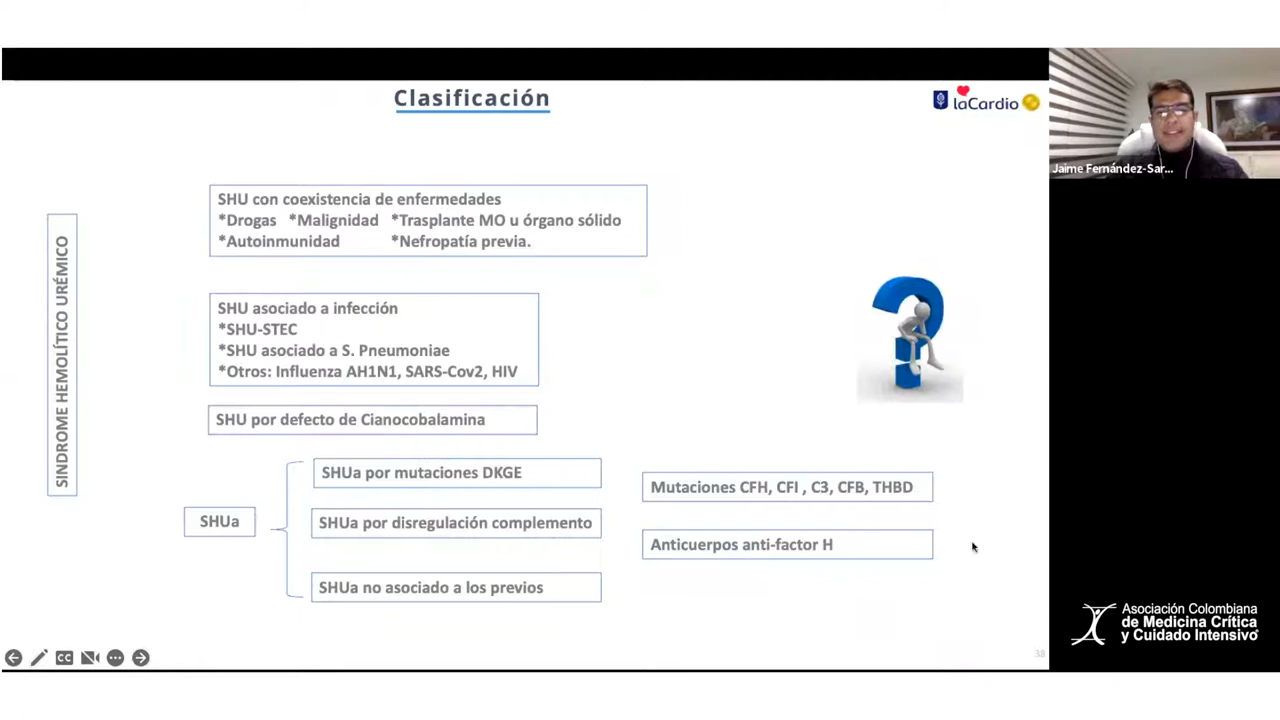 Clasificación
laCardio
Jaime Fernández-Sar...
SINDROME HEMOLÍTICO URÉMICO
SHU con coexistencia de enfermedades
*Drogas *Malignidad *Trasplante MO u órgano sólido
*Autoinmunidad *Nefropatía previa.
SHU asociado a infección
*SHU-STEC
*SHU asociado a S. Pneumoniae
*Otros: Influenza AH1N1, SARS-Cov2, HIV
SHU por defecto de Cianocobalamina
SHUa
SHUa por mutaciones DKGE
SHUa por disregulación complemento
SHUa no asociado a los previos
Mutaciones CFH, CFI , C3, CFB, THBD
Anticuerpos anti-factor H
Asociación Colombiana
de Medicina Crítica
y Cuidado Intensivo
CC
38